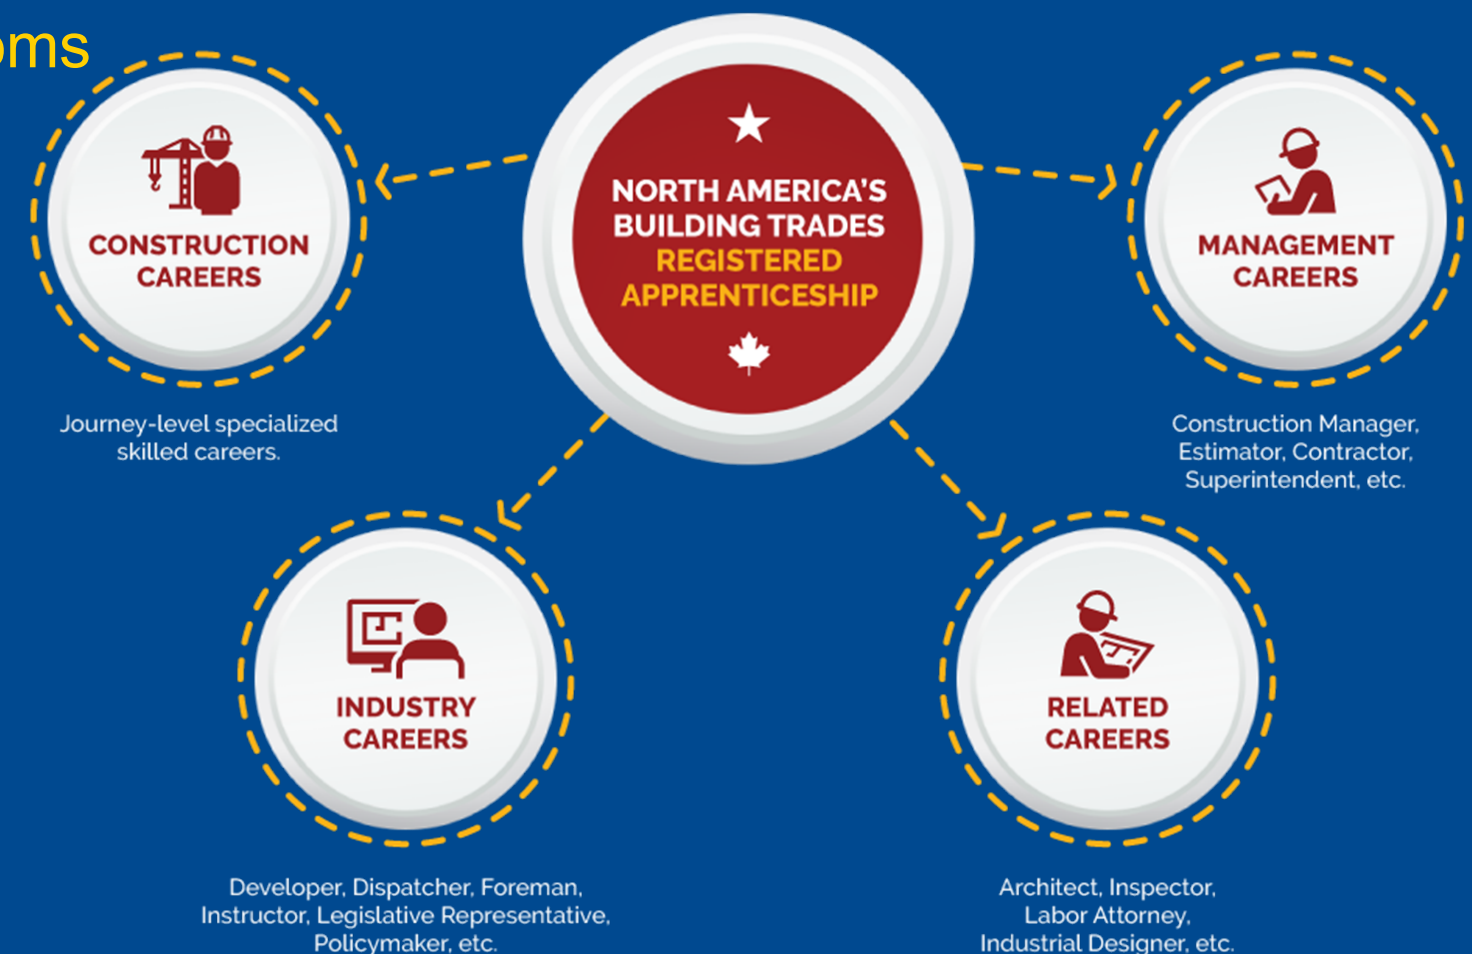 oms
NORTH AMERICA'S
BUILDING TRADES
REGISTERED
APPRENTICESHIP
CONSTRUCTION
CAREERS
Journey-level specialized
skilled careers.
MANAGEMENT
CAREERS
Construction Manager,
Estimator, Contractor,
Superintendent, etc.
INDUSTRY
CAREERS
Developer, Dispatcher, Foreman,
Instructor, Legislative Representative,
Policymaker, etc.
RELATED
CAREERS
Architect, Inspector,
Labor Attorney,
Industrial Designer, etc.